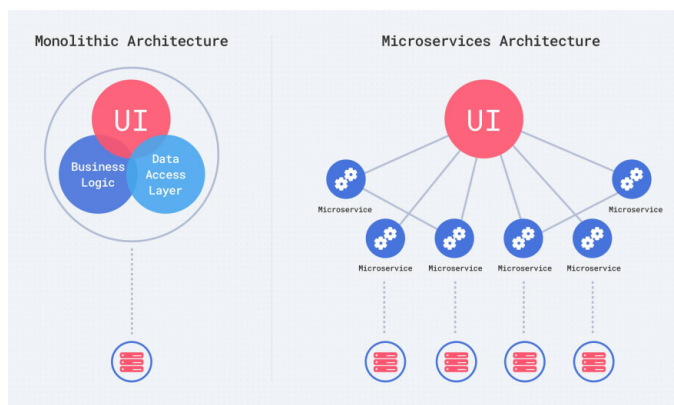 Monolithic Architecture
Microservices Architecture
UI
Business
Logic
Data
Access
Layer
UI
Microservice
Microservice
Microservice
Microservice
Microservice
Microservice